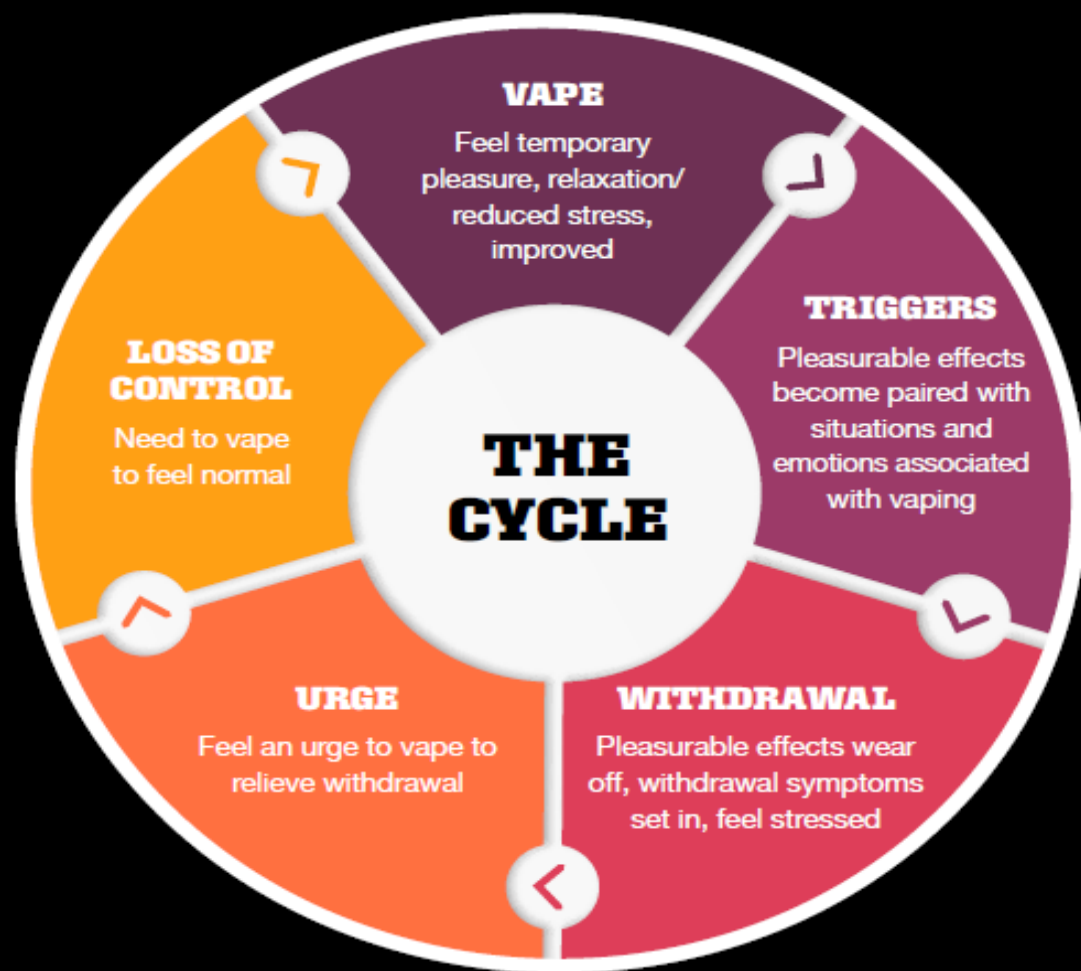 VAPE
Feel temporary
pleasure, relaxation/
reduced stress,
improved
TRIGGERS
Pleasurable effects
become paired with
situations and
emotions associated
with vaping
WITHDRAWAL
Pleasurable effects wear
off, withdrawal symptoms
set in, feel stressed
URGE
Feel an urge to vape to
relieve withdrawal
LOSS OF
CONTROL
Need to vape
to feel normal
THE
CYCLE